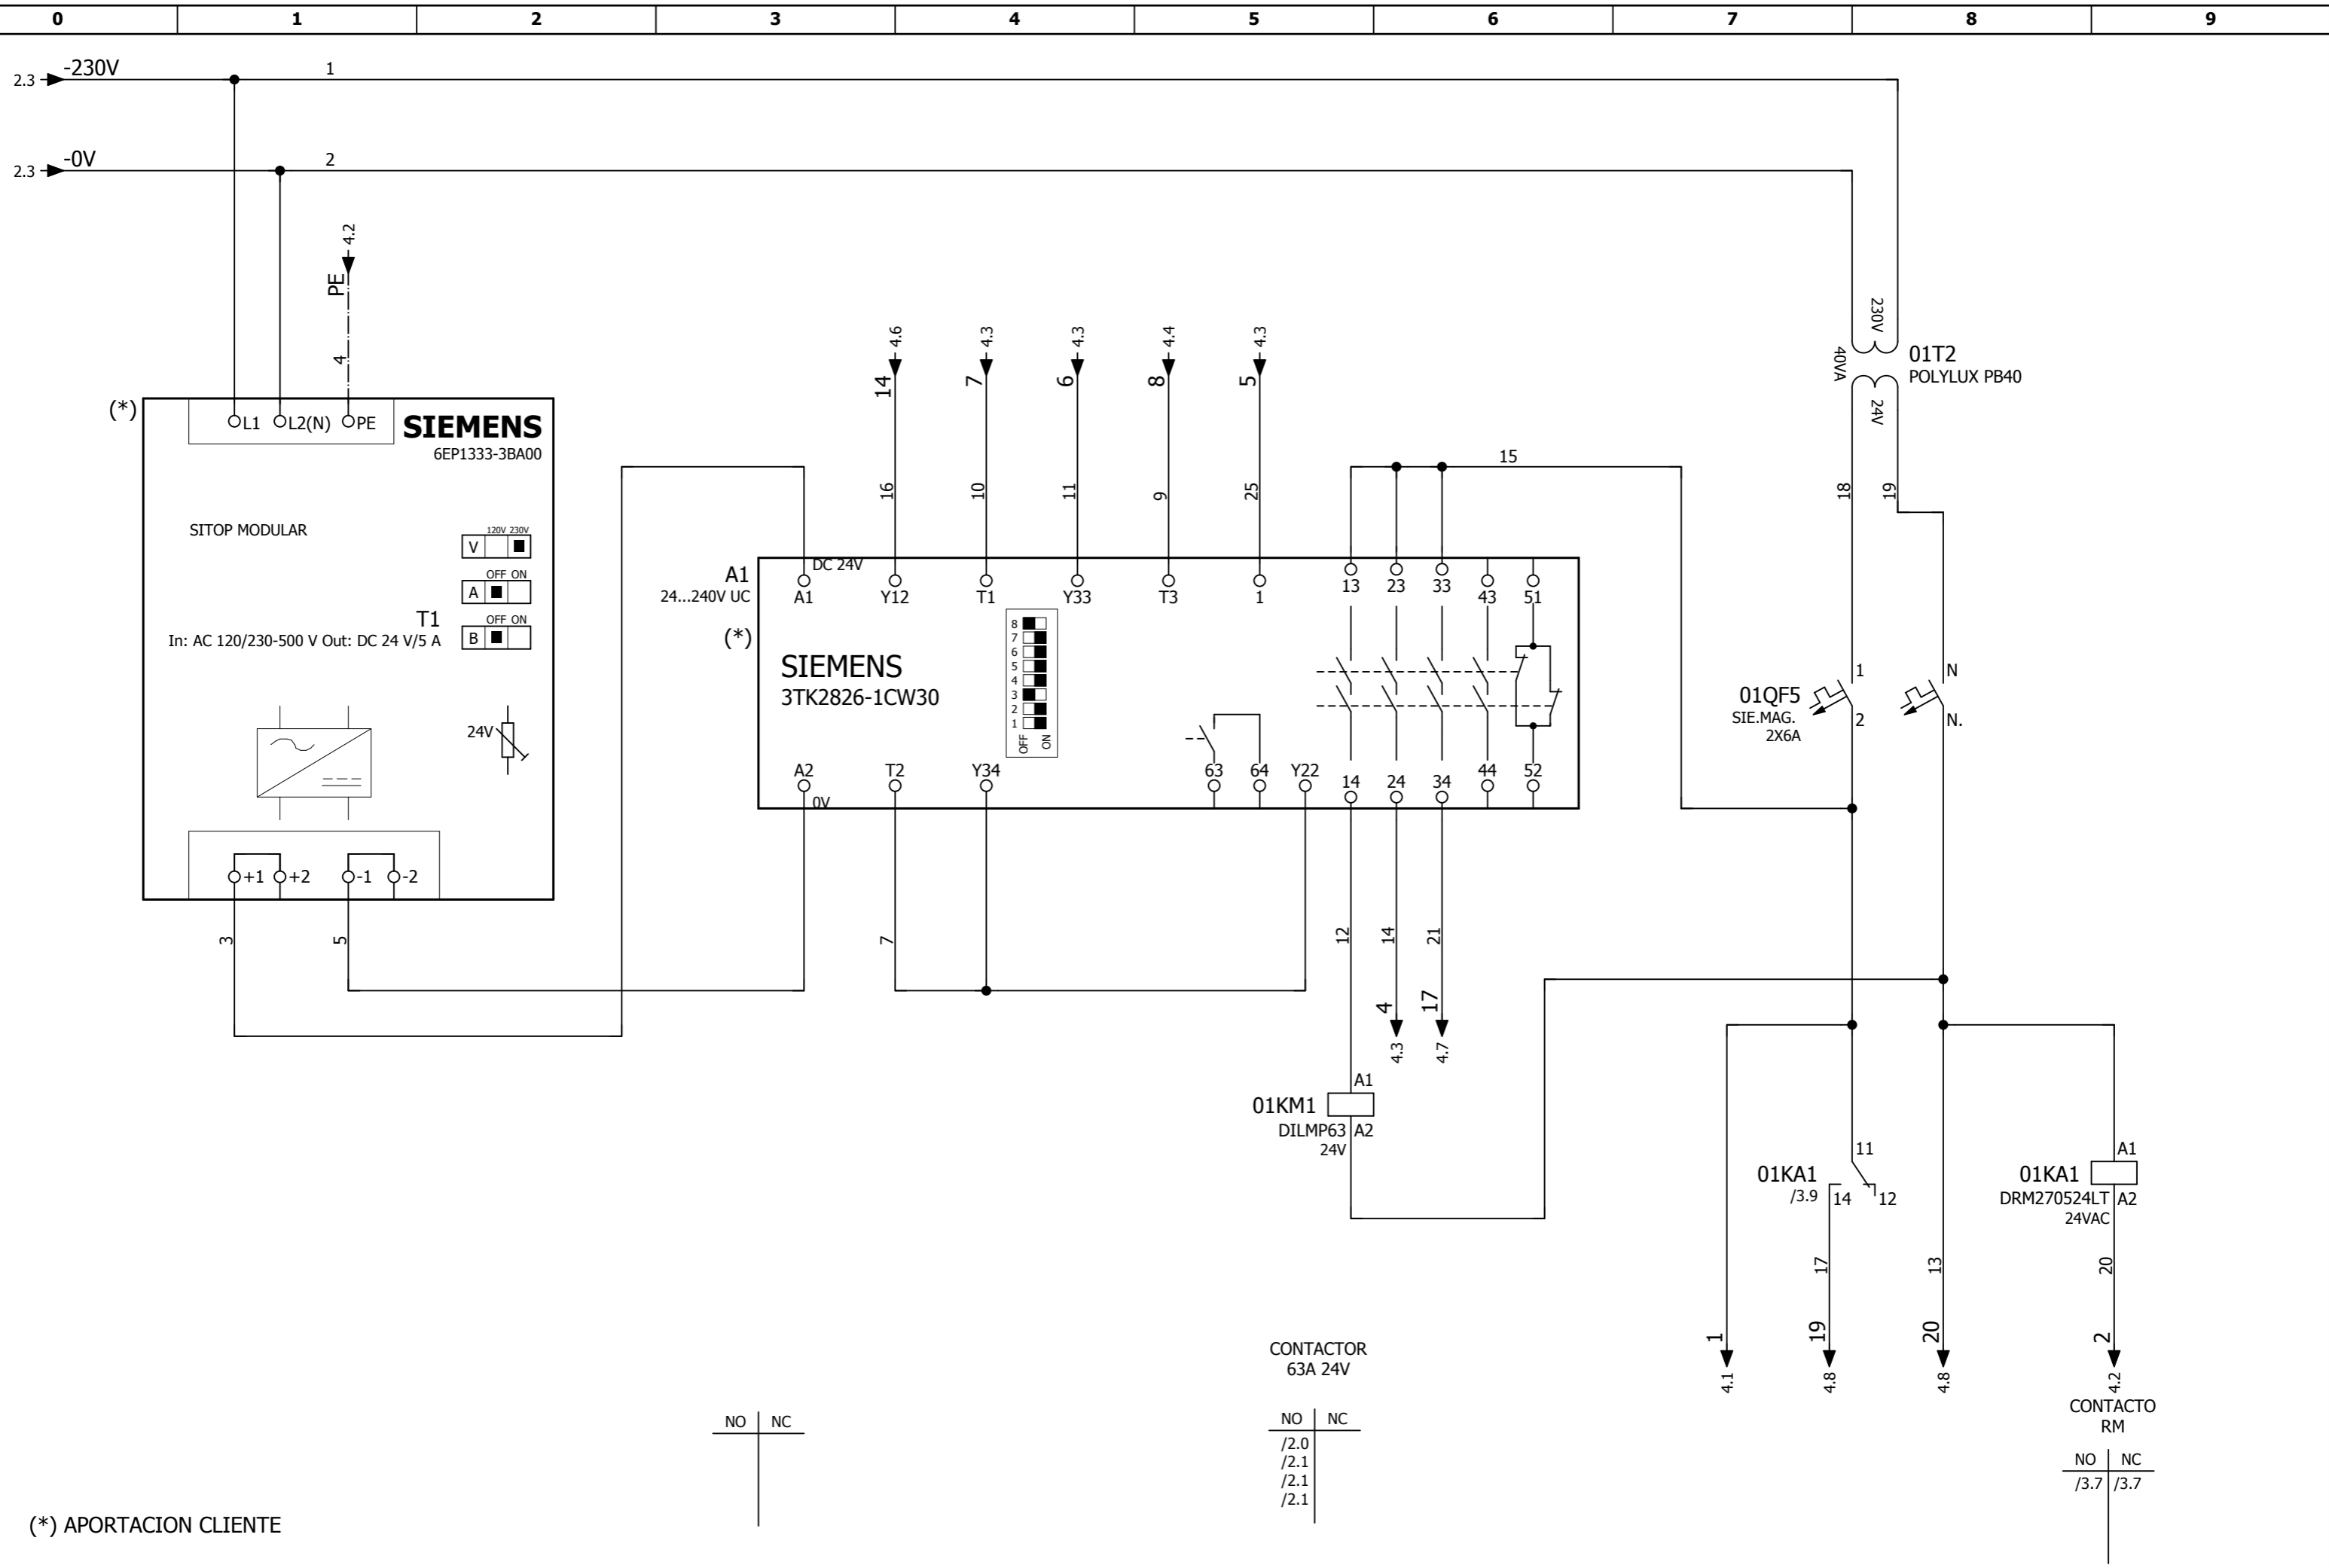 0 1 2 3 4 5 6 7 8 9
2.3 -230V 1
2.3 -0V 2
4.2
PE
4
(*)
L1 L2(N) PE
SIEMENS
6EP1333-3BA00
SITOP MODULAR
120V 230V
V
OFF ON
A
T1
OFF ON
B
In: AC 120/230-500 V Out: DC 24 V/5 A
24V
+1 +2 -1 -2
3 5
4.6 4.3 4.3 4.4 4.3
14 7 6 8 5
16 10 11 9 25
15
A1
24...240V UC
(*)
DC 24V
A1 Y12 T1 Y33 T3 1 13 23 33 43 51
SIEMENS
3TK2826-1CW30
8
7
6
5
4
3
2
1
OFF ON
A2 T2 Y34 63 64 Y22 14 24 34 44 52
0V
7 12 14 21
4 17
4.3 4.7
A1
01KM1
DILMP63 A2
24V
230V
40VA
01T2
POLYLUX PB40
24V
18 19
1 N
01QF5
SIE.MAG.
2X6A
2 N.
11
01KA1
/3.9 14 12
A1
01KA1
DRM270524LT A2
24VAC
17 13 20
1 19 20 2
4.1 4.8 4.8 4.2
CONTACTO
RM
NO NC
/3.7 /3.7
CONTACTOR
63A 24V
NO NC
/2.0
/2.1
/2.1
/2.1
NO NC
(*) APORTACION CLIENTE